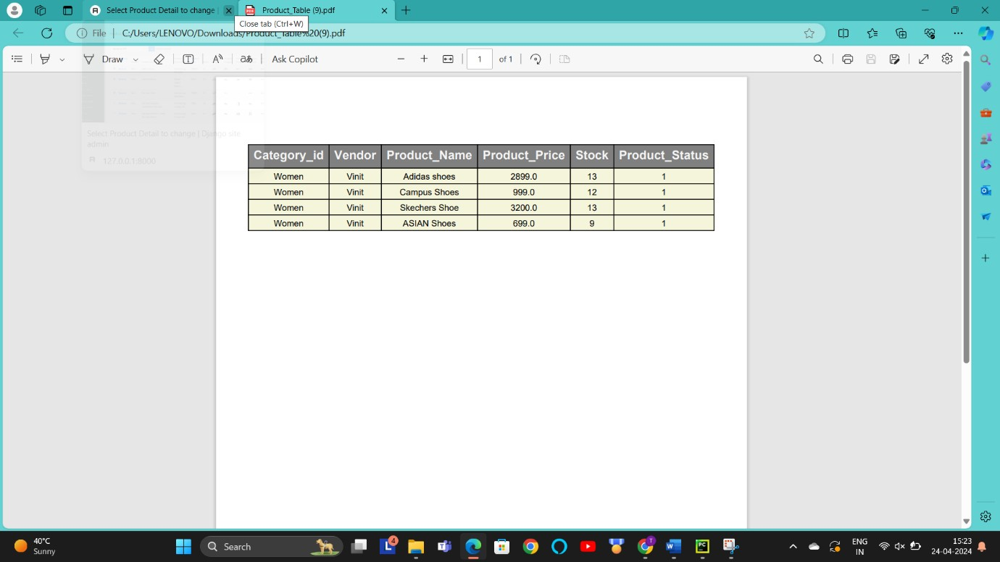 Select Product Detail to change |
Product_Table (9).pdf
Close tab (Ctrl+W)
File | C:/Users/LENOVO/Downloads/Product_Table%20(9).pdf
Draw
T
A
aあ
Ask Copilot
1 of 1
Select Product Detail to change | Django site
admin
127.0.0.1:8000
Category_id Vendor Product_Name Product_Price Stock Product_Status
Women Vinit Adidas shoes 2899.0 13 1
Women Vinit Campus Shoes 999.0 12 1
Women Vinit Skechers Shoe 3200.0 13 1
Women Vinit ASIAN Shoes 699.0 9 1
40°C
Sunny
Search
L 4
T
W
PC
ENG
IN
15:23
24-04-2024